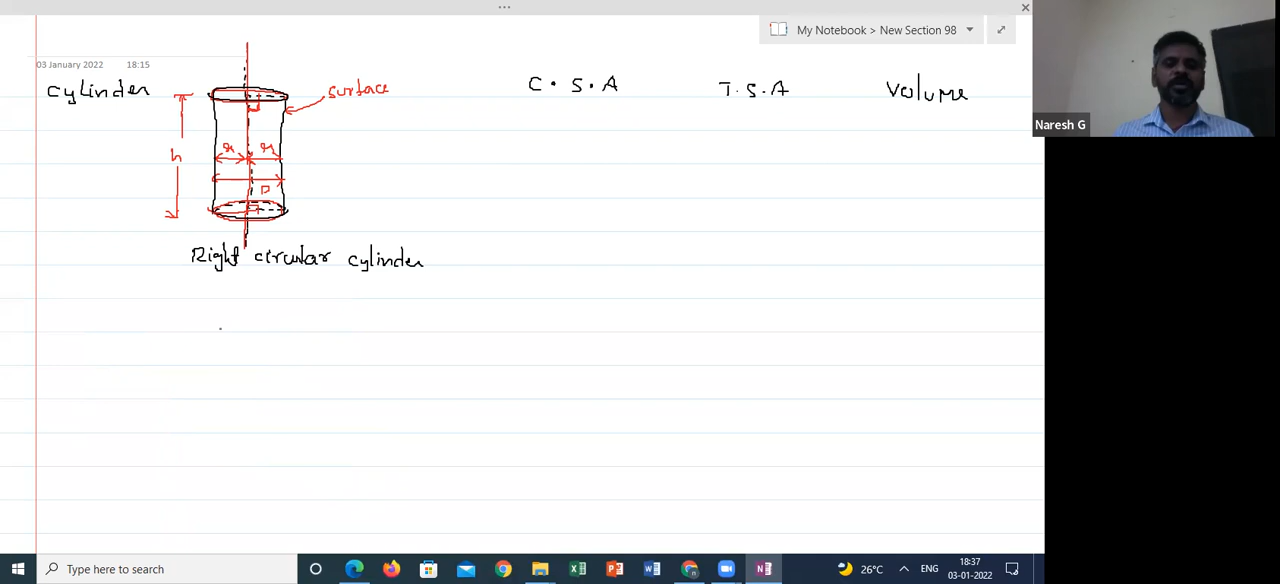 My Notebook > New Section 98
03 January 2022 18:15
cylinder
surface
C. S. A
T. S. A
Volume
Naresh G
h
r r
D
Right circular cylinder
Type here to search
26°C
ENG
18:37
03-01-2022